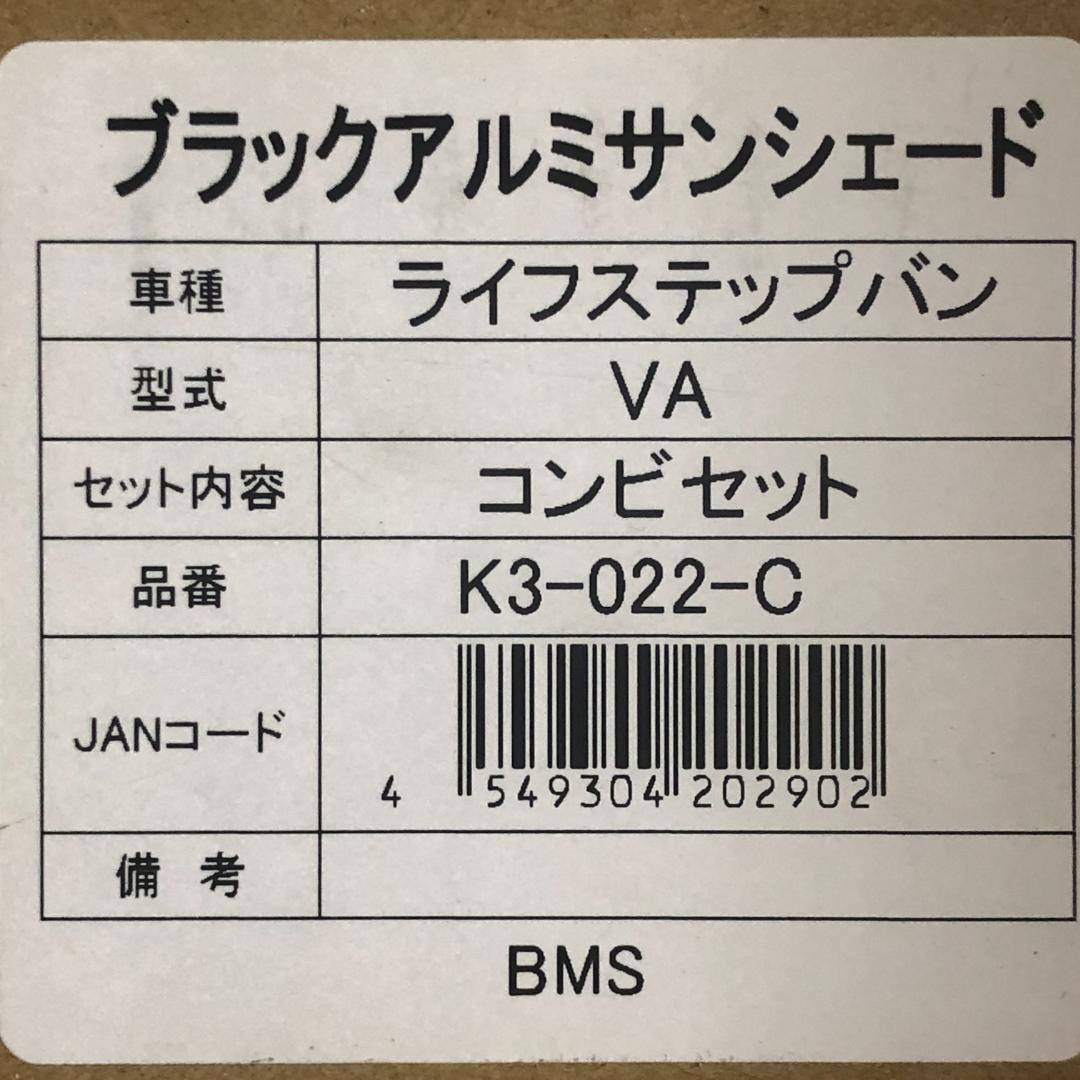 ブラックアルミサンシェード
車種 ライフステップバン
型式 VA
セット内容 コンビセット
品番 K3-022-C
JANコード 4 549304 202902
備 考
BMS